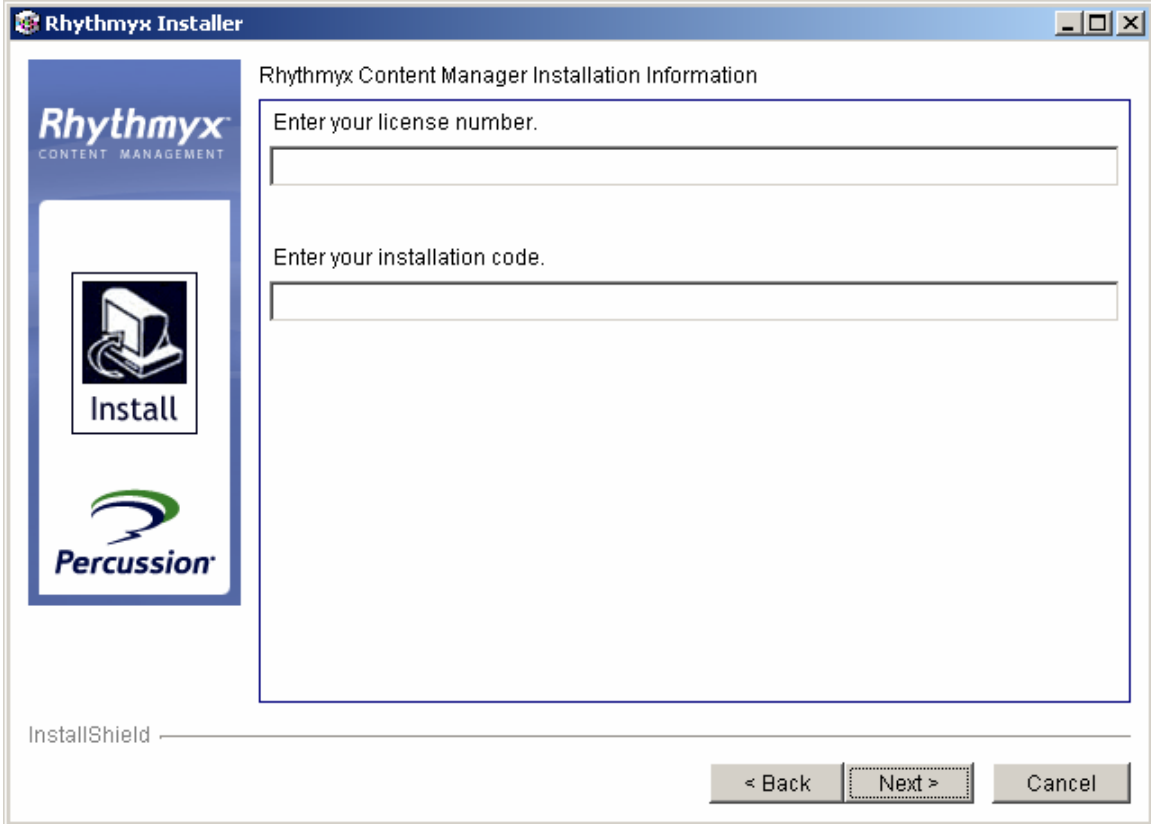 Rhythmyx Installer
Rhythmyx Content Manager Installation Information
Rhythmyx
CONTENT MANAGEMENT
Enter your license number.
Enter your installation code.
Install
Percussion
InstallShield
< Back
Next >
Cancel